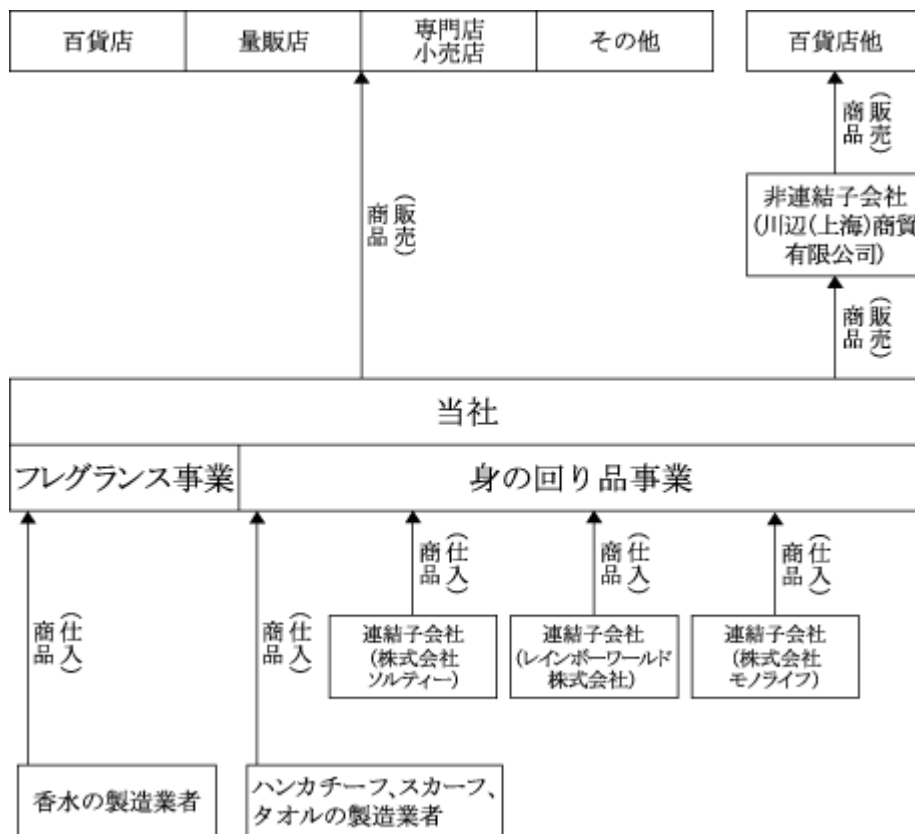 百貨店
量販店
専門店
小売店
その他
百貨店他
商品
(販売)
非連結子会社
(川辺(上海)商貿
有限公司)
商品
(販売)
商品
(販売)
当社
フレグランス事業
身の回り品事業
商品
(仕入)
商品
(仕入)
商品
(仕入)
商品
(仕入)
商品
(仕入)
連結子会社
(株式会社
ソルティー)
連結子会社
(レインボーワールド
株式会社)
連結子会社
(株式会社
モノライフ)
香水の製造業者
ハンカチーフ、スカーフ、
タオルの製造業者